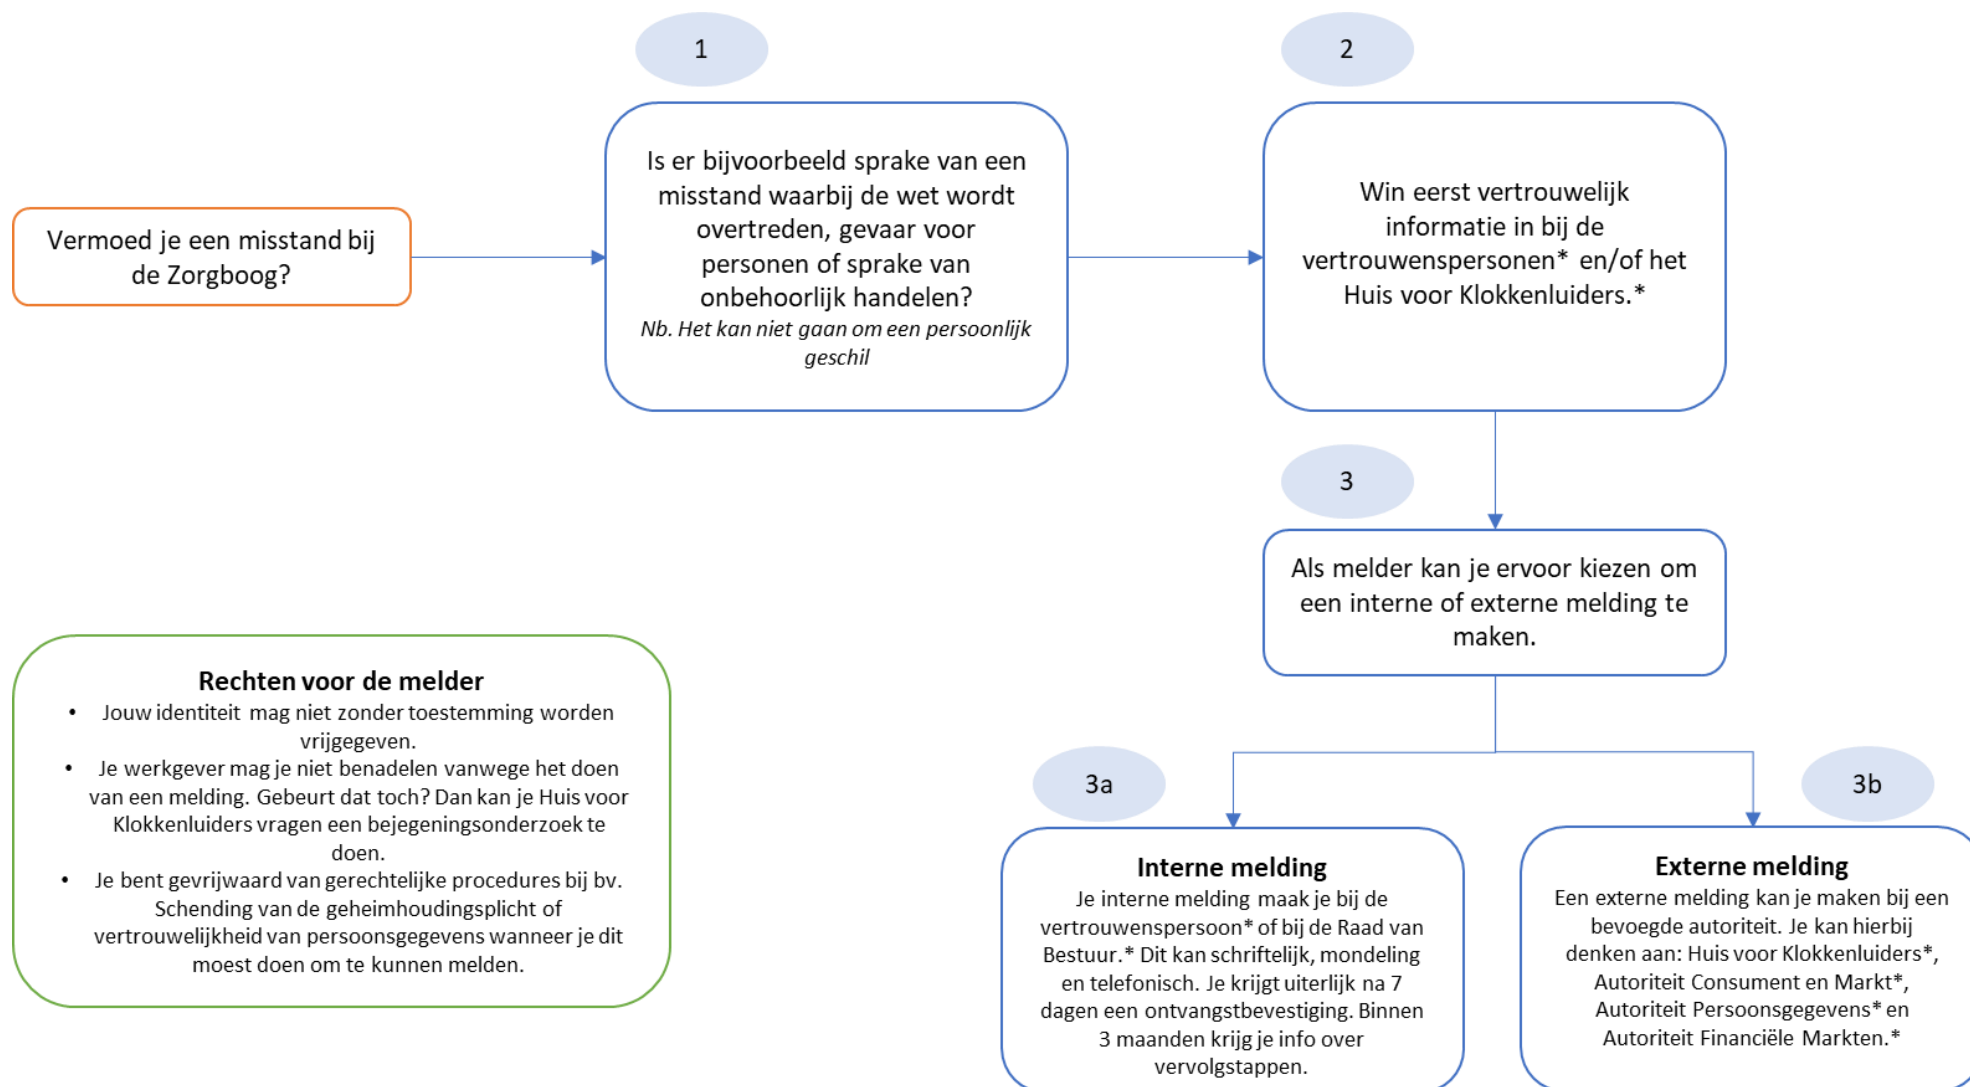 1
2
Vermoed je een misstand bij
de Zorgboog?
Is er bijvoorbeeld sprake van een
misstand waarbij de wet wordt
overtreden, gevaar voor
personen of sprake van
onbehoorlijk handelen?
Nb. Het kan niet gaan om een persoonlijk
geschil
Win eerst vertrouwelijk
informatie in bij de
vertrouwenspersonen* en/of het
Huis voor Klokkenluiders.*
3
Als melder kan je ervoor kiezen om
een interne of externe melding te
maken.
Rechten voor de melder
• Jouw identiteit mag niet zonder toestemming worden
vrijgegeven.
• Je werkgever mag je niet benadelen vanwege het doen
van een melding. Gebeurt dat toch? Dan kan je Huis voor
Klokkenluiders vragen een bejegeningsonderzoek te
doen.
• Je bent gevrijwaard van gerechtelijke procedures bij bv.
Schending van de geheimhoudingsplicht of
vertrouwelijkheid van persoonsgegevens wanneer je dit
moest doen om te kunnen melden.
3a
Interne melding
Je interne melding maak je bij de
vertrouwenspersoon* of bij de Raad van
Bestuur.* Dit kan schriftelijk, mondeling
en telefonisch. Je krijgt uiterlijk na 7
dagen een ontvangstbevestiging. Binnen
3 maanden krijg je info over
vervolgstappen.
3b
Externe melding
Een externe melding kan je maken bij een
bevoegde autoriteit. Je kan hierbij
denken aan: Huis voor Klokkenluiders*,
Autoriteit Consument en Markt*,
Autoriteit Persoonsgegevens* en
Autoriteit Financiële Markten.*